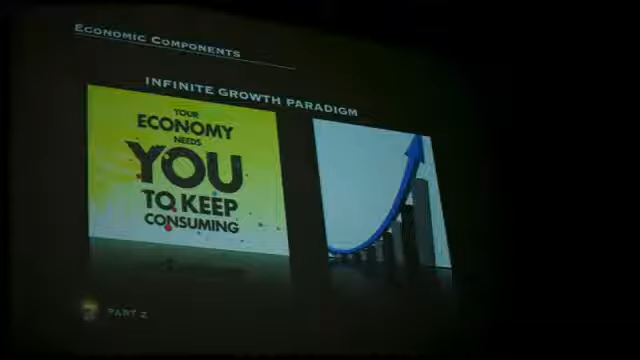 ECONOMIC COMPONENTS
INFINITE GROWTH PARADIGM
YOUR
ECONOMY
NEEDS
YOU
TO KEEP
CONSUMING
PART 2